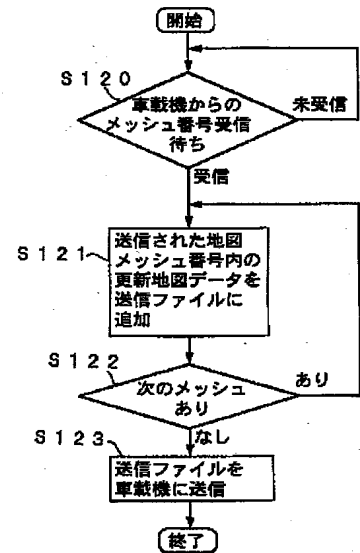 開始
S120
車載機からの
メッシュ番号受信
待ち
未受信
受信
S121
送信された地図
メッシュ番号内の
更新地図データを
送信ファイルに
追加
S122
次のメッシュ
あり
あり
なし
S123
送信ファイルを
車載機に送信
終了